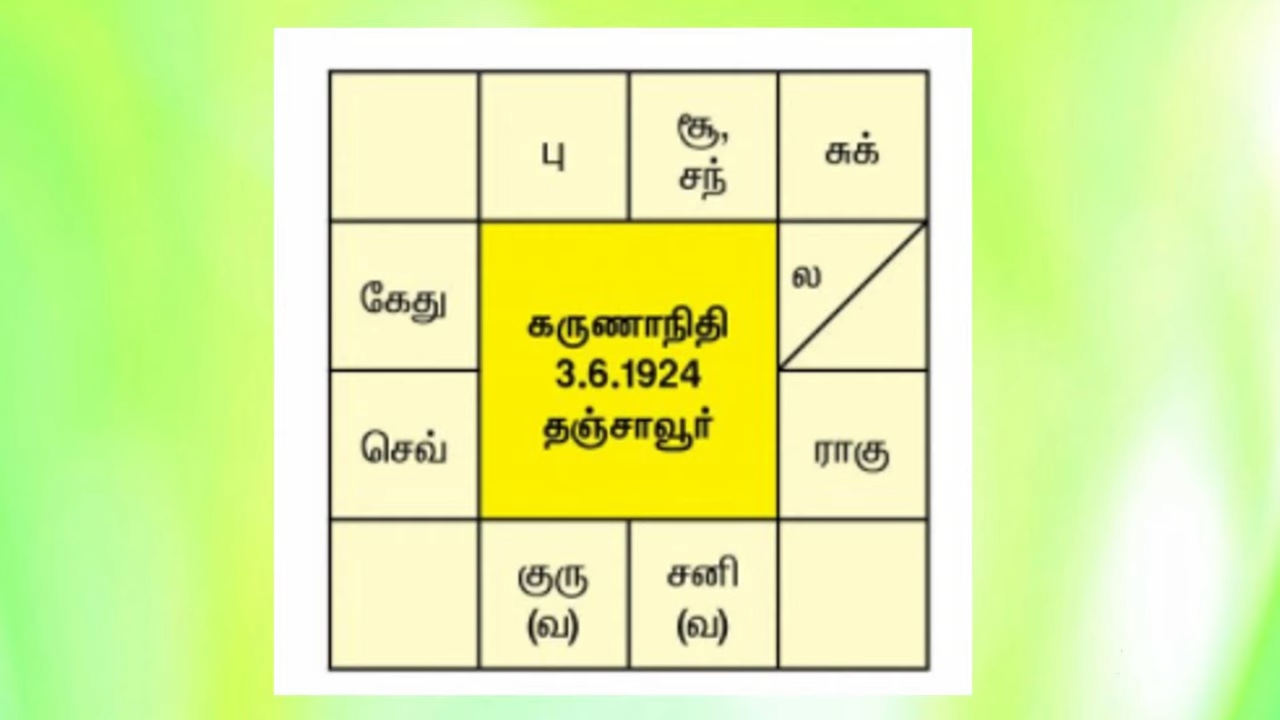 பு
சூ,
சந்
சுக்
கேது
ல
கருணாநிதி
3.6.1924
தஞ்சாவூர்
செவ்
ராகு
குரு
(வ)
சனி
(வ)